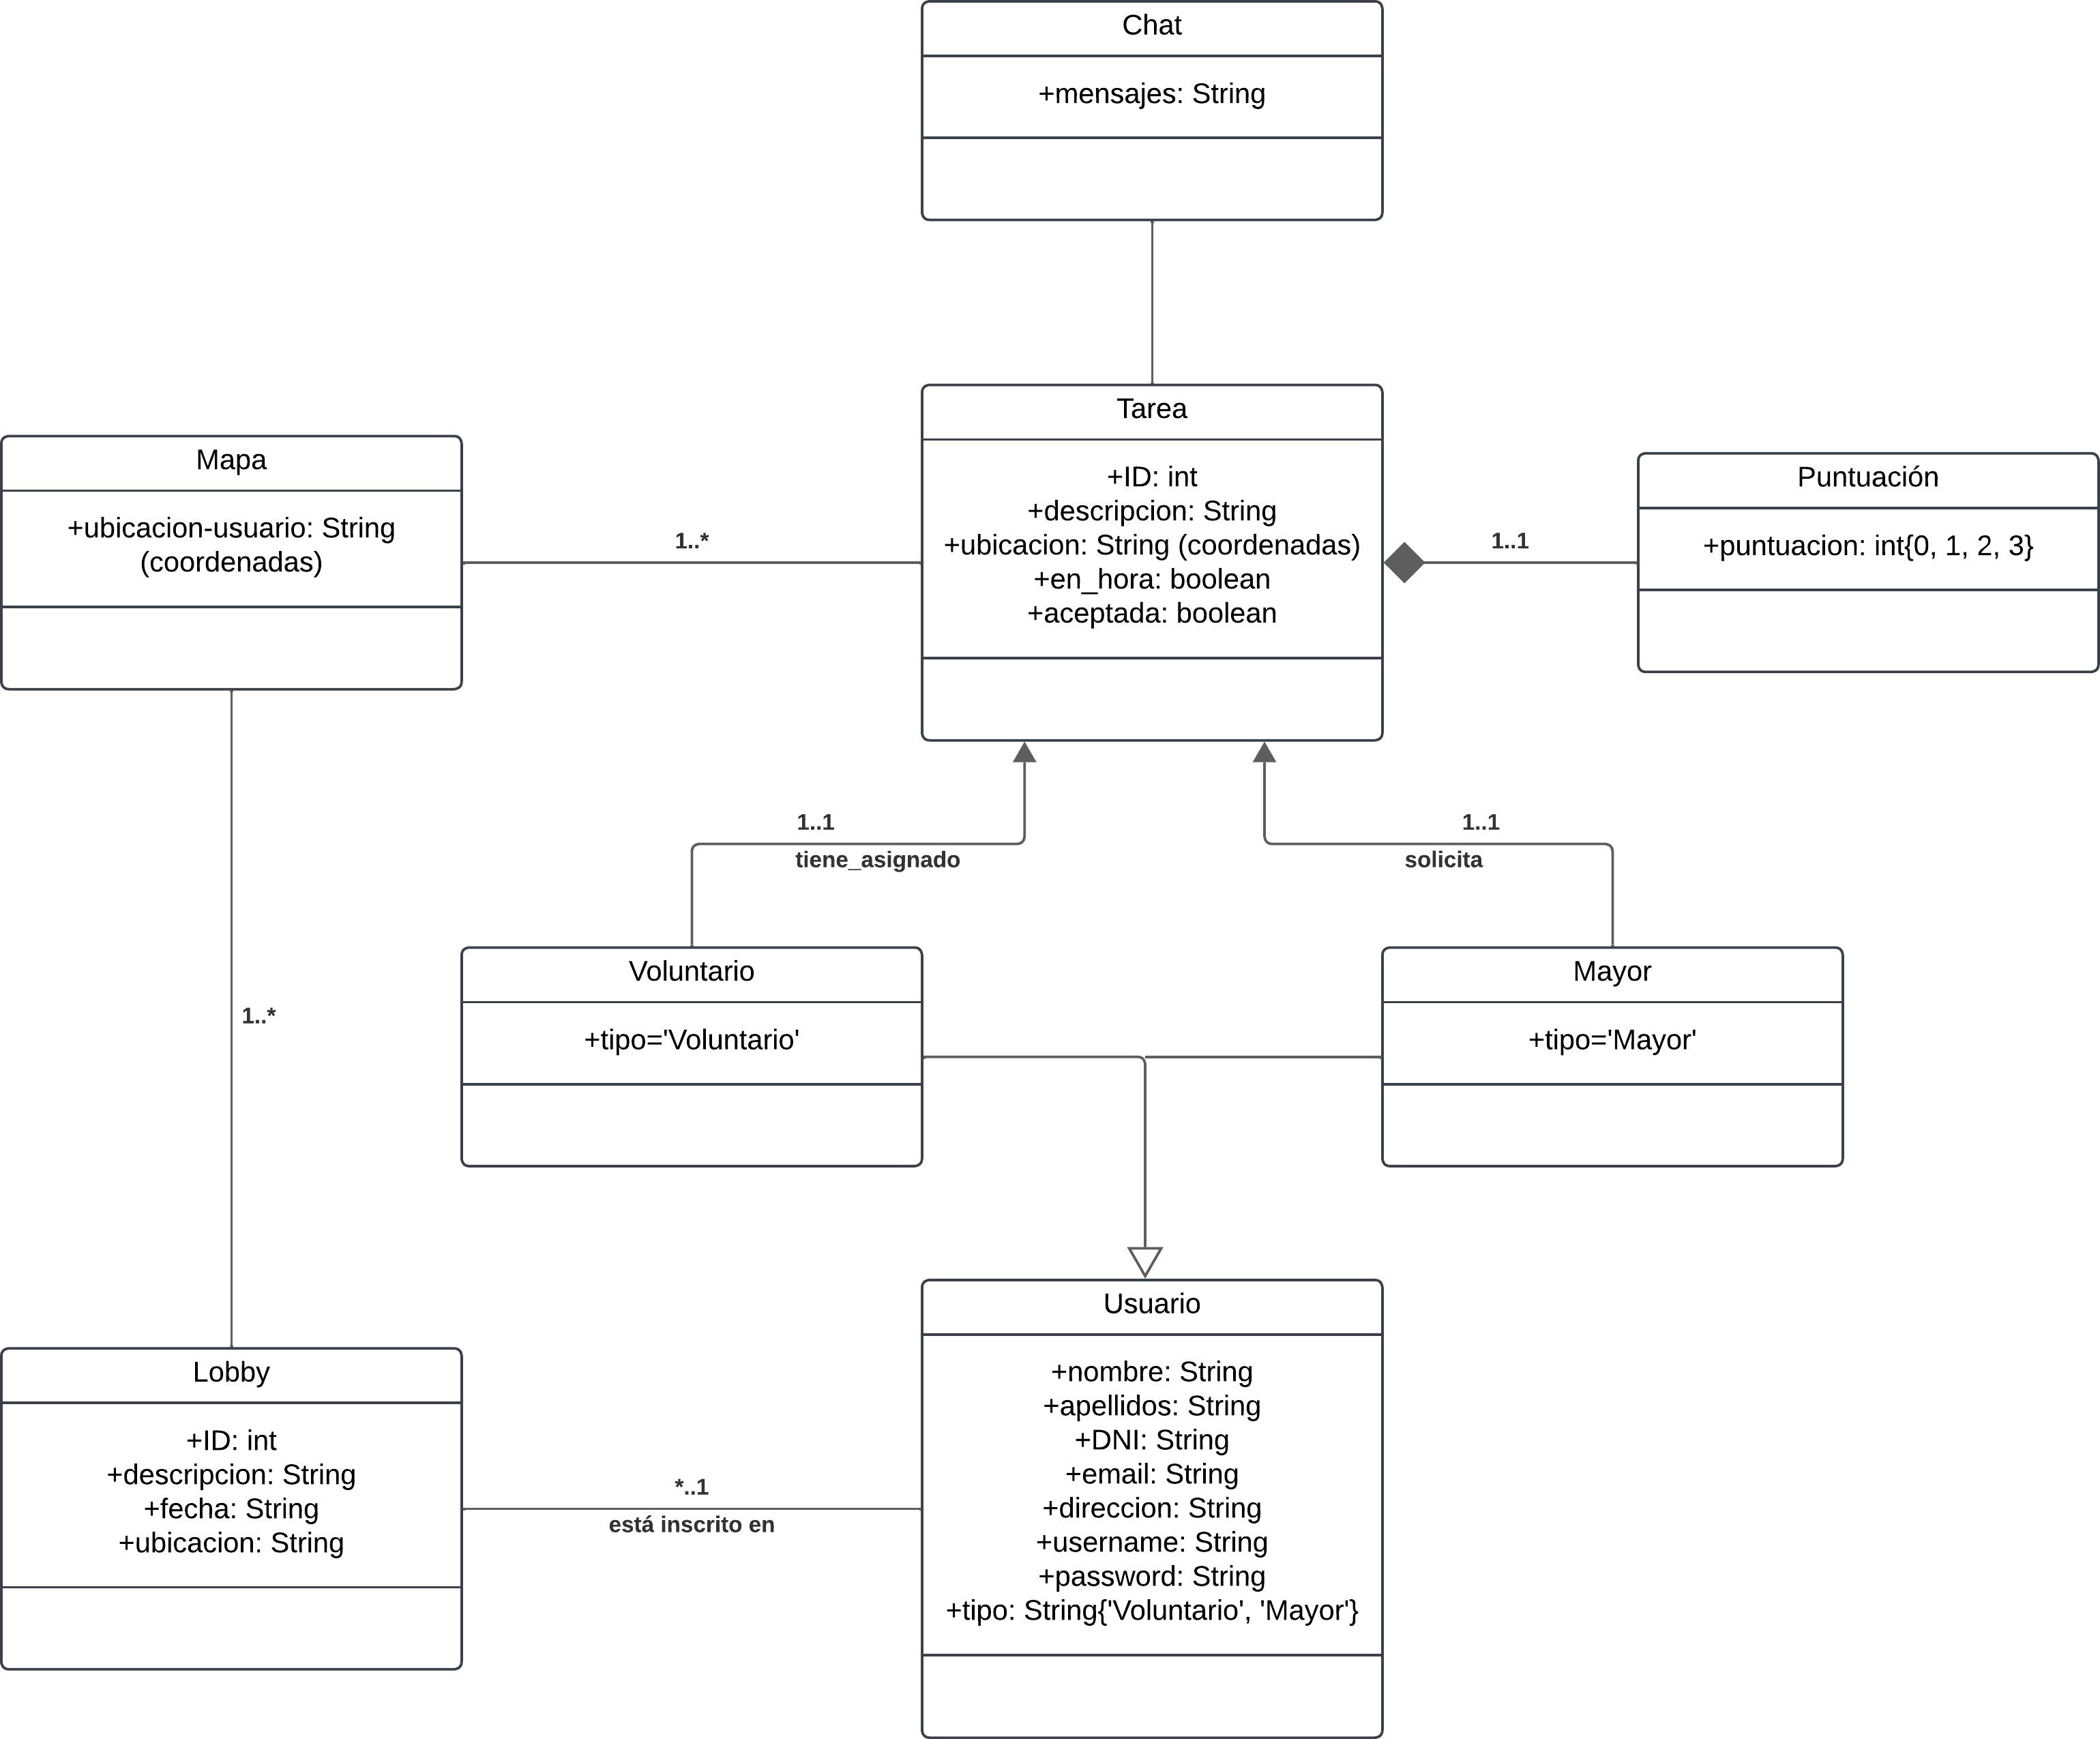 Chat
+mensajes: String
Tarea
+ID: int
+descripcion: String
+ubicacion: String (coordenadas)
+en_hora: boolean
+aceptada: boolean
Mapa
+ubicacion-usuario: String
(coordenadas)
1..*
Puntuación
+puntuacion: int{0, 1, 2, 3}
1..1
1..1
tiene_asignado
1..1
solicita
Voluntario
+tipo='Voluntario'
Mayor
+tipo='Mayor'
1..*
Usuario
+nombre: String
+apellidos: String
+DNI: String
+email: String
+direccion: String
+username: String
+password: String
+tipo: String{'Voluntario', 'Mayor'}
Lobby
+ID: int
+descripcion: String
+fecha: String
+ubicacion: String
*..1
está inscrito en